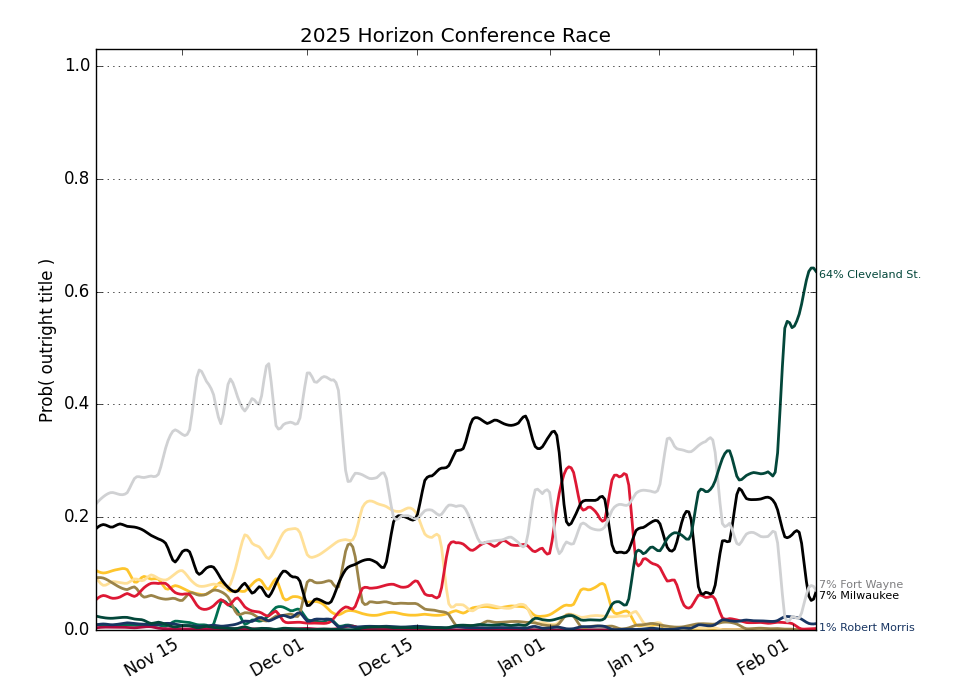 2025 Horizon Conference Race
Prob( outright title )
1.0
0.8
0.6
0.4
0.2
0.0
Nov 15
Dec 01
Dec 15
Jan 01
Jan 15
Feb 01
64% Cleveland St.
7% Fort Wayne
7% Milwaukee
1% Robert Morris